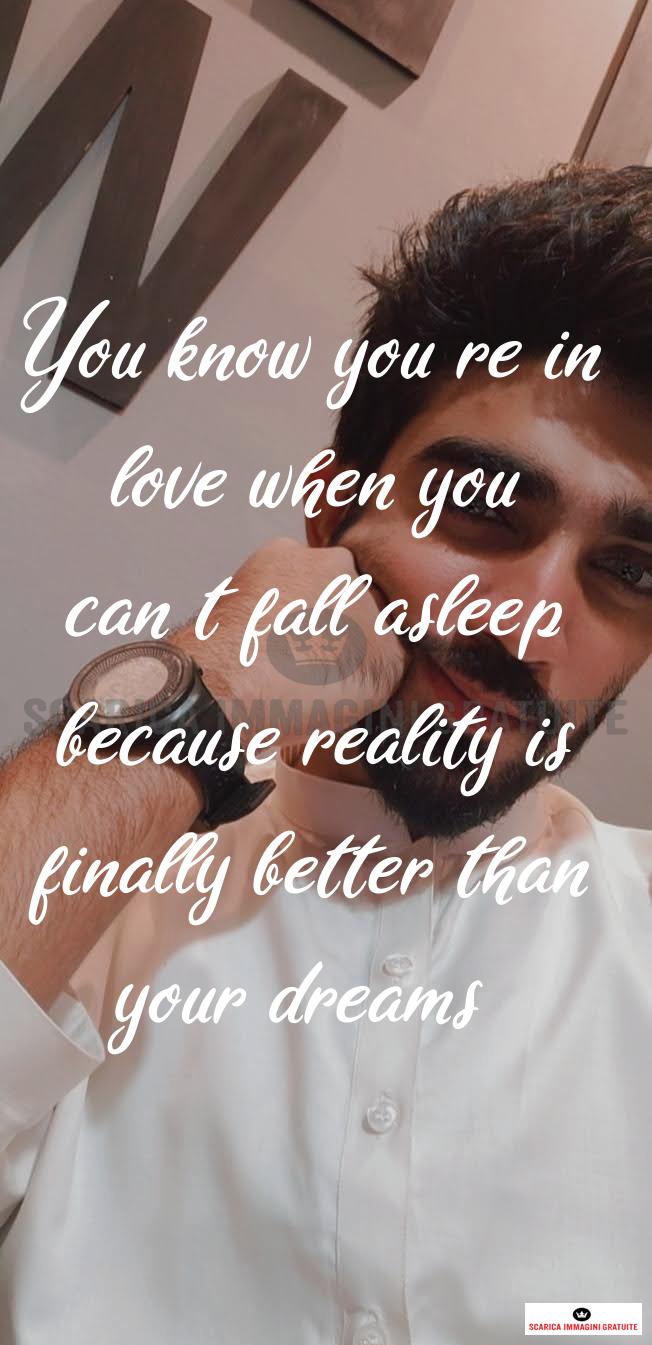 You know you re in
love when you
can t fall asleep
SCARICA IMMAGINI GRATUITE
because reality is
finally better than
your dreams
SCARICA IMMAGINI GRATUITE